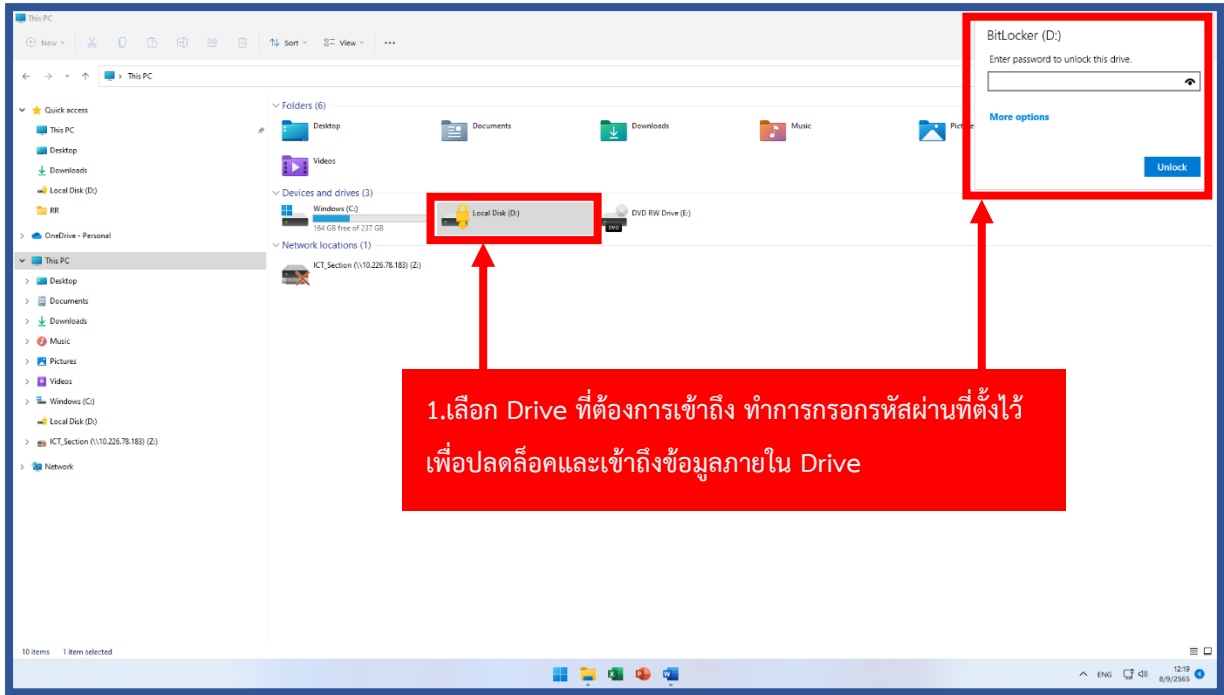 This PC
New
Sort
View
This PC
BitLocker (D:)
Enter password to unlock this drive.
More options
Unlock
Quick access
This PC
Desktop
Downloads
Local Disk (D:)
RR
OneDrive - Personal
This PC
Desktop
Documents
Downloads
Music
Pictures
Videos
Windows (C:)
Local Disk (D:)
ICT_Section (\\10.226.78.183) (Z:)
Network
Folders (6)
Desktop
Documents
Downloads
Music
Videos
Devices and drives (3)
Windows (C:)
164 GB free of 237 GB
Local Disk (D:)
DVD RW Drive (E:)
DVD
Network locations (1)
ICT_Section (\\10.226.78.183) (Z:)
1.เลือก Drive ที่ต้องการเข้าถึง ทำการกรอกรหัสผ่านที่ตั้งไว้
เพื่อปลดล็อคและเข้าถึงข้อมูลภายใน Drive
10 items 1 item selected
ENG
12:19
8/9/2565
4